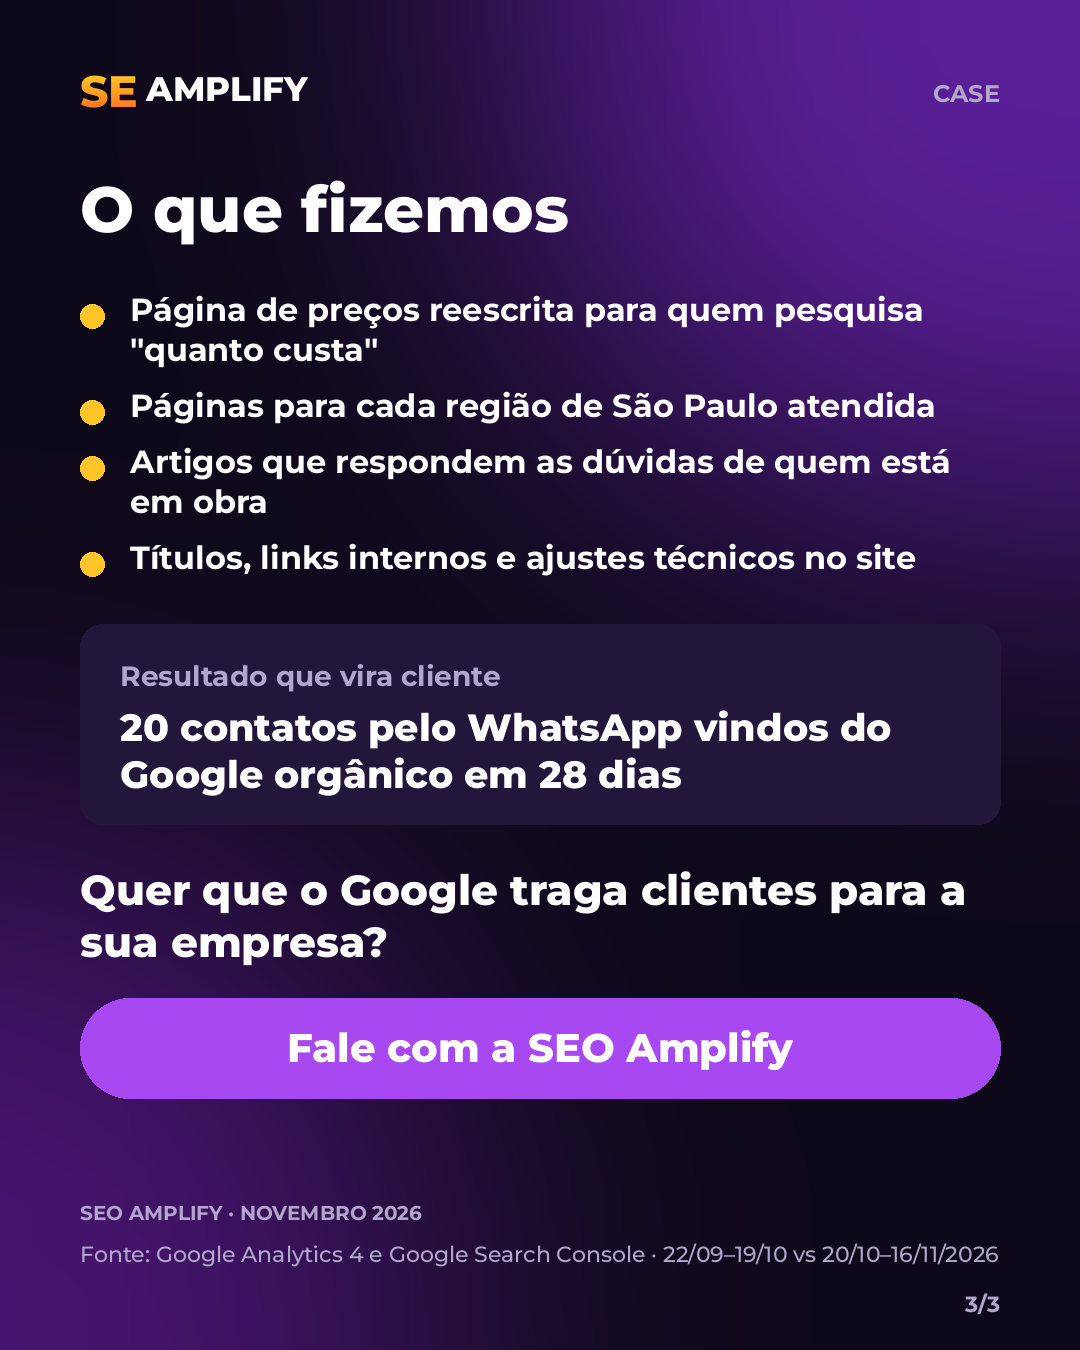 SE AMPLIFY
CASE
O que fizemos
Página de preços reescrita para quem pesquisa
"quanto custa"
Páginas para cada região de São Paulo atendida
Artigos que respondem as dúvidas de quem está
em obra
Títulos, links internos e ajustes técnicos no site
Resultado que vira cliente
20 contatos pelo WhatsApp vindos do
Google orgânico em 28 dias
Quer que o Google traga clientes para a
sua empresa?
Fale com a SEO Amplify
SEO AMPLIFY · NOVEMBRO 2026
Fonte: Google Analytics 4 e Google Search Console · 22/09–19/10 vs 20/10–16/11/2026
3/3